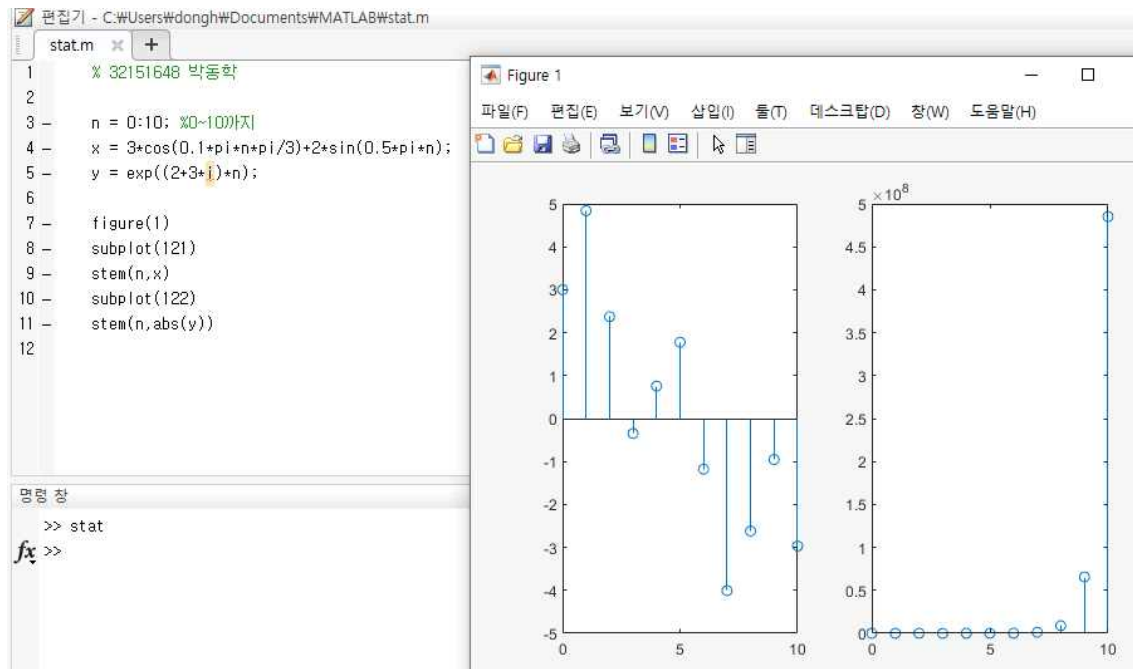 편집기 - C:₩Users₩dongh₩Documents₩MATLAB₩stat.m
stat.m × +
1 % 32151648 박동학
2
3 – n = 0:10; %0~10까지
4 – x = 3*cos(0.1*pi*n*pi/3)+2*sin(0.5*pi*n);
5 – y = exp((2+3*i)*n);
6
7 – figure(1)
8 – subplot(121)
9 – stem(n,x)
10 – subplot(122)
11 – stem(n,abs(y))
12
명령 창
>> stat
fx >>
Figure 1
파일(F) 편집(E) 보기(V) 삽입(I) 툴(T) 데스크탑(D) 창(W) 도움말(H)
5
4
3
2
1
0
-1
-2
-3
-4
-5
0 5 10
×10^8
5
4.5
4
3.5
3
2.5
2
1.5
1
0.5
0
0 5 10